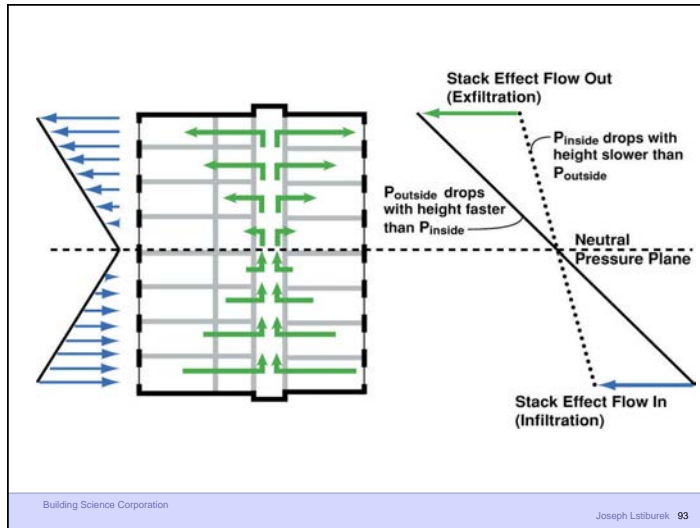 Stack Effect Flow Out
(Exfiltration)
Pinside drops with
height slower than
Poutside
Poutside drops
with height faster
than Pinside
Neutral
Pressure Plane
Stack Effect Flow In
(Infiltration)
Building Science Corporation
Joseph Lstiburek 93